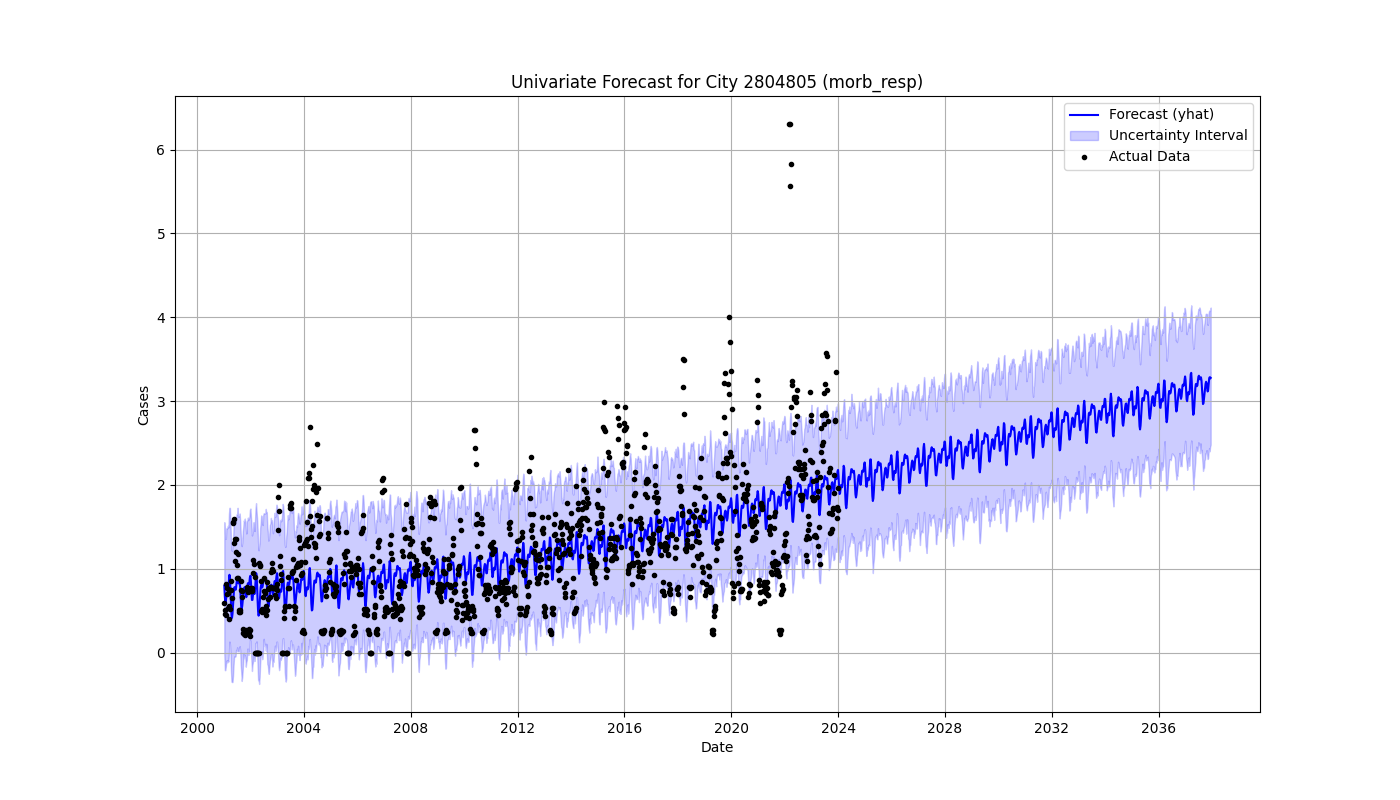 Univariate Forecast for City 2804805 (morb_resp)
Forecast (yhat)
Uncertainty Interval
Actual Data
6
5
4
3
2
1
0
Cases
2000 2004 2008 2012 2016 2020 2024 2028 2032 2036
Date